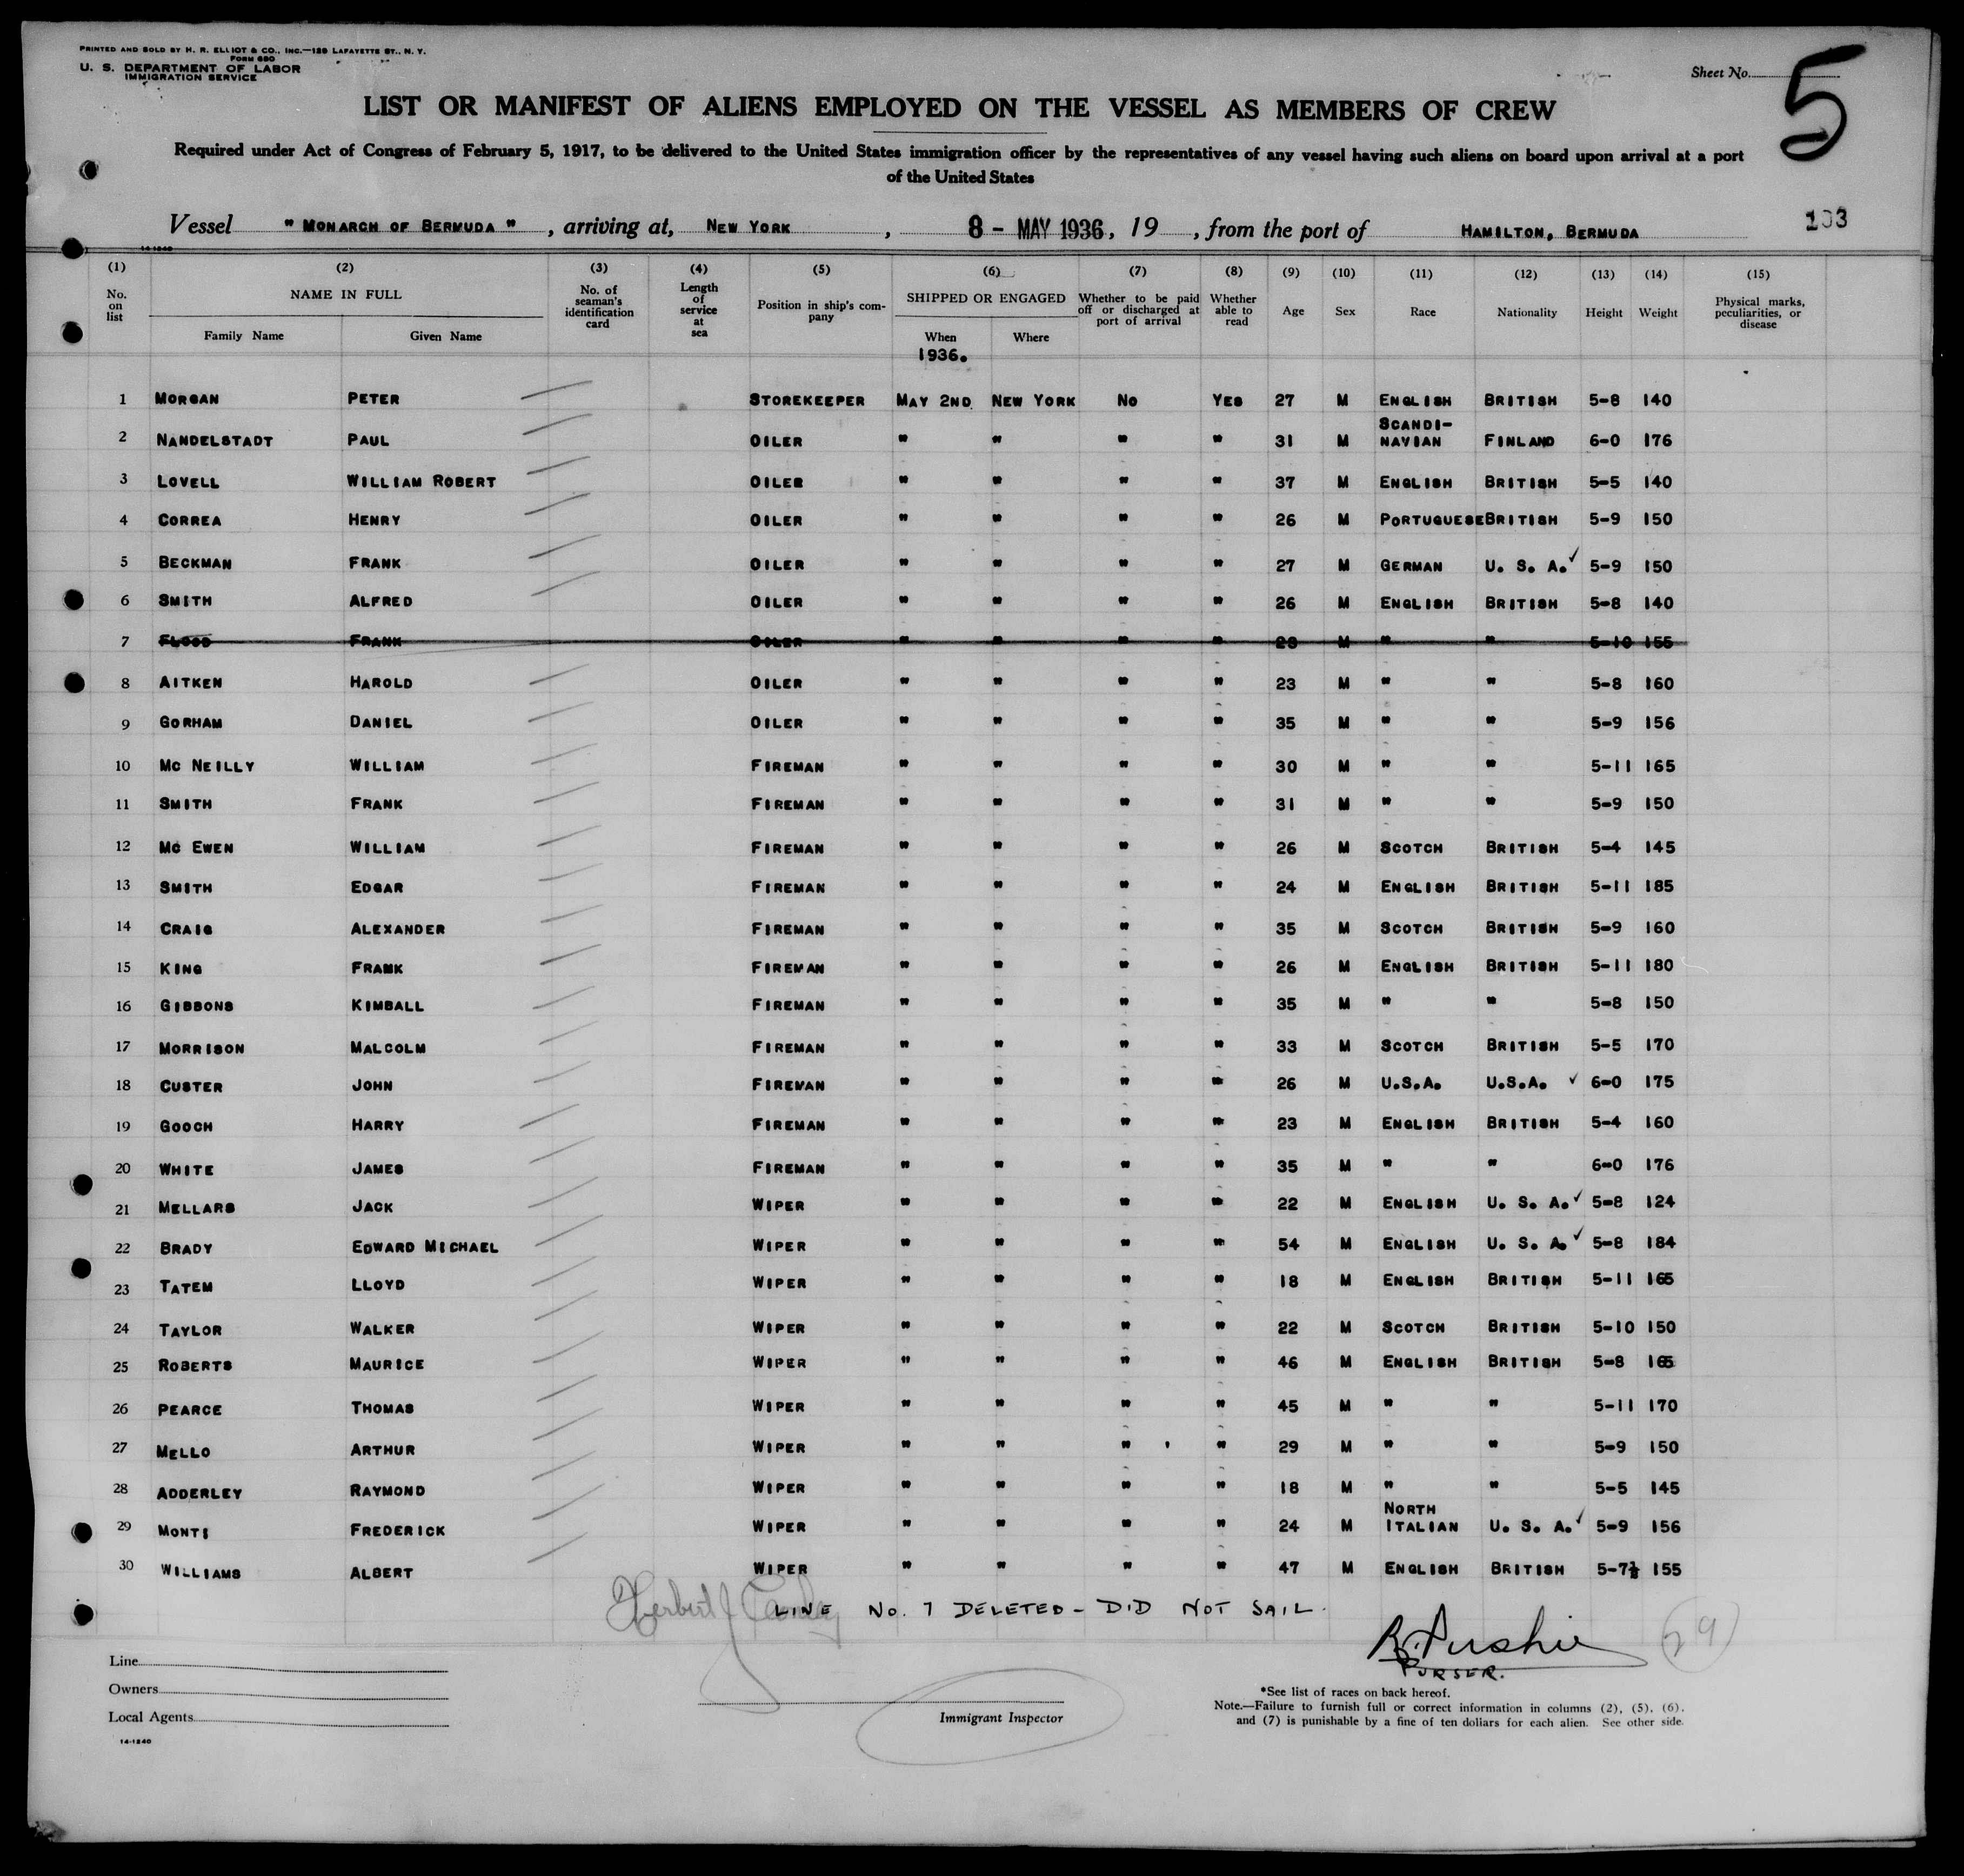 PRINTED AND SOLD BY H. R. ELLIOT & CO., INC.—129 LAFAYETTE ST., N. Y.
FORM 680
U. S. DEPARTMENT OF LABOR
IMMIGRATION SERVICE
Sheet No. 5
LIST OR MANIFEST OF ALIENS EMPLOYED ON THE VESSEL AS MEMBERS OF CREW
Required under Act of Congress of February 5, 1917, to be delivered to the United States immigration officer by the representatives of any vessel having such aliens on board upon arrival at a port
of the United States
Vessel " MONARCH OF BERMUDA " , arriving at, NEW YORK , 8 - MAY 1936, 19 , from the port of HAMILTON, BERMUDA
14-1240
(1) (2) (3) (4) (5) (6) (7) (8) (9) (10) (11) (12) (13) (14) (15)
No. on list NAME IN FULL Family Name Given Name No. of seaman's identification card Length of service at sea Position in ship's company SHIPPED OR ENGAGED When Where Whether to be paid off or discharged at port of arrival Whether able to read Age Sex Race Nationality Height Weight Physical marks, peculiarities, or disease
1936.
1 MORGAN PETER STOREKEEPER MAY 2ND NEW YORK NO YES 27 M ENGLISH BRITISH 5-8 140
2 NANDELSTADT PAUL OILER " " " " 31 M SCANDI-NAVIAN FINLAND 6-0 176
3 LOVELL WILLIAM ROBERT OILER " " " " 37 M ENGLISH BRITISH 5-5 140
4 CORREA HENRY OILER " " " " 26 M PORTUGUESE BRITISH 5-9 150
5 BECKMAN FRANK OILER " " " " 27 M GERMAN U. S. A. ✓ 5-9 150
6 SMITH ALFRED OILER " " " " 26 M ENGLISH BRITISH 5-8 140
7 FLOOD FRANK OILER " " " " M " " 5-10 155
8 AITKEN HAROLD OILER " " " " 23 M " " 5-8 160
9 GORHAM DANIEL OILER " " " " 35 M " " 5-9 156
10 MC NEILLY WILLIAM FIREMAN " " " " 30 M " " 5-11 165
11 SMITH FRANK FIREMAN " " " " 31 M " " 5-9 150
12 MC EWEN WILLIAM FIREMAN " " " " 26 M SCOTCH BRITISH 5-4 145
13 SMITH EDGAR FIREMAN " " " " 24 M ENGLISH BRITISH 5-11 185
14 CRAIG ALEXANDER FIREMAN " " " " 35 M SCOTCH BRITISH 5-9 160
15 KING FRANK FIREMAN " " " " 26 M ENGLISH BRITISH 5-11 180
16 GIBBONS KIMBALL FIREMAN " " " " 35 M " " 5-8 150
17 MORRISON MALCOLM FIREMAN " " " " 33 M SCOTCH BRITISH 5-5 170
18 CUSTER JOHN FIREMAN " " " " 26 M U.S.A. U.S.A. ✓ 6-0 175
19 GOOCH HARRY FIREMAN " " " " 23 M ENGLISH BRITISH 5-4 160
20 WHITE JAMES FIREMAN " " " " 35 M " " 6-0 176
21 MELLARS JACK WIPER " " " " 22 M ENGLISH U. S. A. ✓ 5-8 124
22 BRADY EDWARD MICHAEL WIPER " " " " 54 M ENGLISH U. S. A. ✓ 5-8 184
23 TATEM LLOYD WIPER " " " " 18 M ENGLISH BRITISH 5-11 165
24 TAYLOR WALKER WIPER " " " " 22 M SCOTCH BRITISH 5-10 150
25 ROBERTS MAURICE WIPER " " " " 46 M ENGLISH BRITISH 5-8 165
26 PEARCE THOMAS WIPER " " " " 45 M " " 5-11 170
27 MELLO ARTHUR WIPER " " " " 29 M " " 5-9 150
28 ADDERLEY RAYMOND WIPER " " " " 18 M " " 5-5 145
29 MONTI FREDERICK WIPER " " " " 24 M NORTH ITALIAN U. S. A. ✓ 5-9 156
30 WILLIAMS ALBERT WIPER " " " " 47 M ENGLISH BRITISH 5-7½ 155
Herbert J
LINE No. 7 DELETED - DID NOT SAIL.
PURSER.
29
Line
Owners
Local Agents
14-1240
Immigrant Inspector
*See list of races on back hereof.
Note.—Failure to furnish full or correct information in columns (2), (5), (6),
and (7) is punishable by a fine of ten dollars for each alien. See other side.